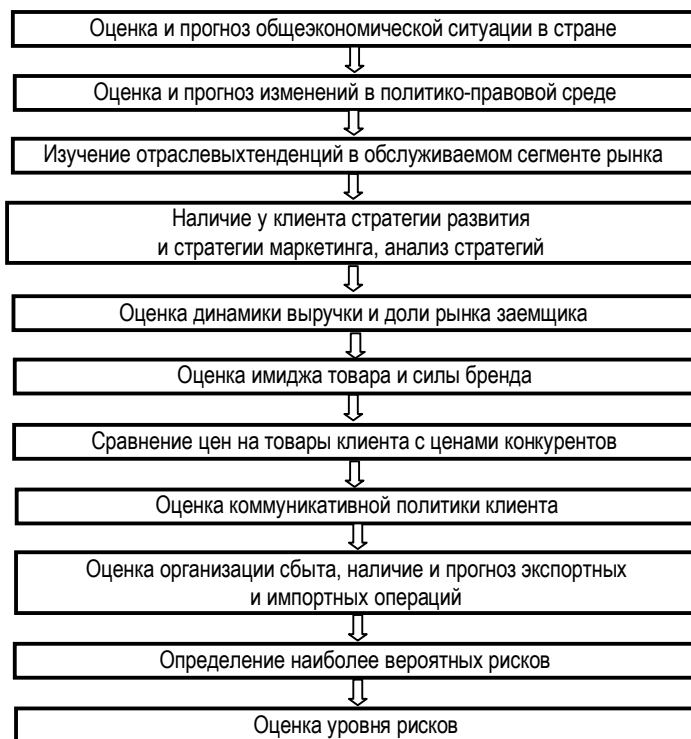 Оценка и прогноз общеэкономической ситуации в стране
Оценка и прогноз изменений в политико-правовой среде
Изучение отраслевыхтенденций в обслуживаемом сегменте рынка
Наличие у клиента стратегии развития
и стратегии маркетинга, анализ стратегий
Оценка динамики выручки и доли рынка заемщика
Оценка имиджа товара и силы бренда
Сравнение цен на товары клиента с ценами конкурентов
Оценка коммуникативной политики клиента
Оценка организации сбыта, наличие и прогноз экспортных
и импортных операций
Определение наиболее вероятных рисков
Оценка уровня рисков